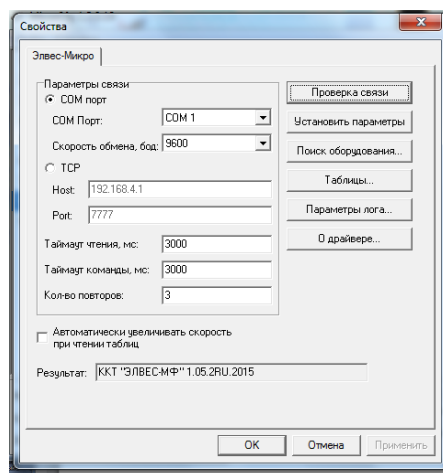 Свойства
Элвес-Микро
Параметры связи
COM порт
COM Порт: COM 1
Скорость обмена, бод: 9600
TCP
Host: 192.168.4.1
Port: 7777
Таймаут чтения, мс: 3000
Таймаут команды, мс: 3000
Кол-во повторов: 3
Проверка связи
Установить параметры
Поиск оборудования...
Таблицы...
Параметры лога...
О драйвере...
Автоматически увеличивать скорость
при чтении таблиц
Результат: ККТ "ЭЛВЕС-МФ" 1.05.2RU.2015
OK Отмена Применить